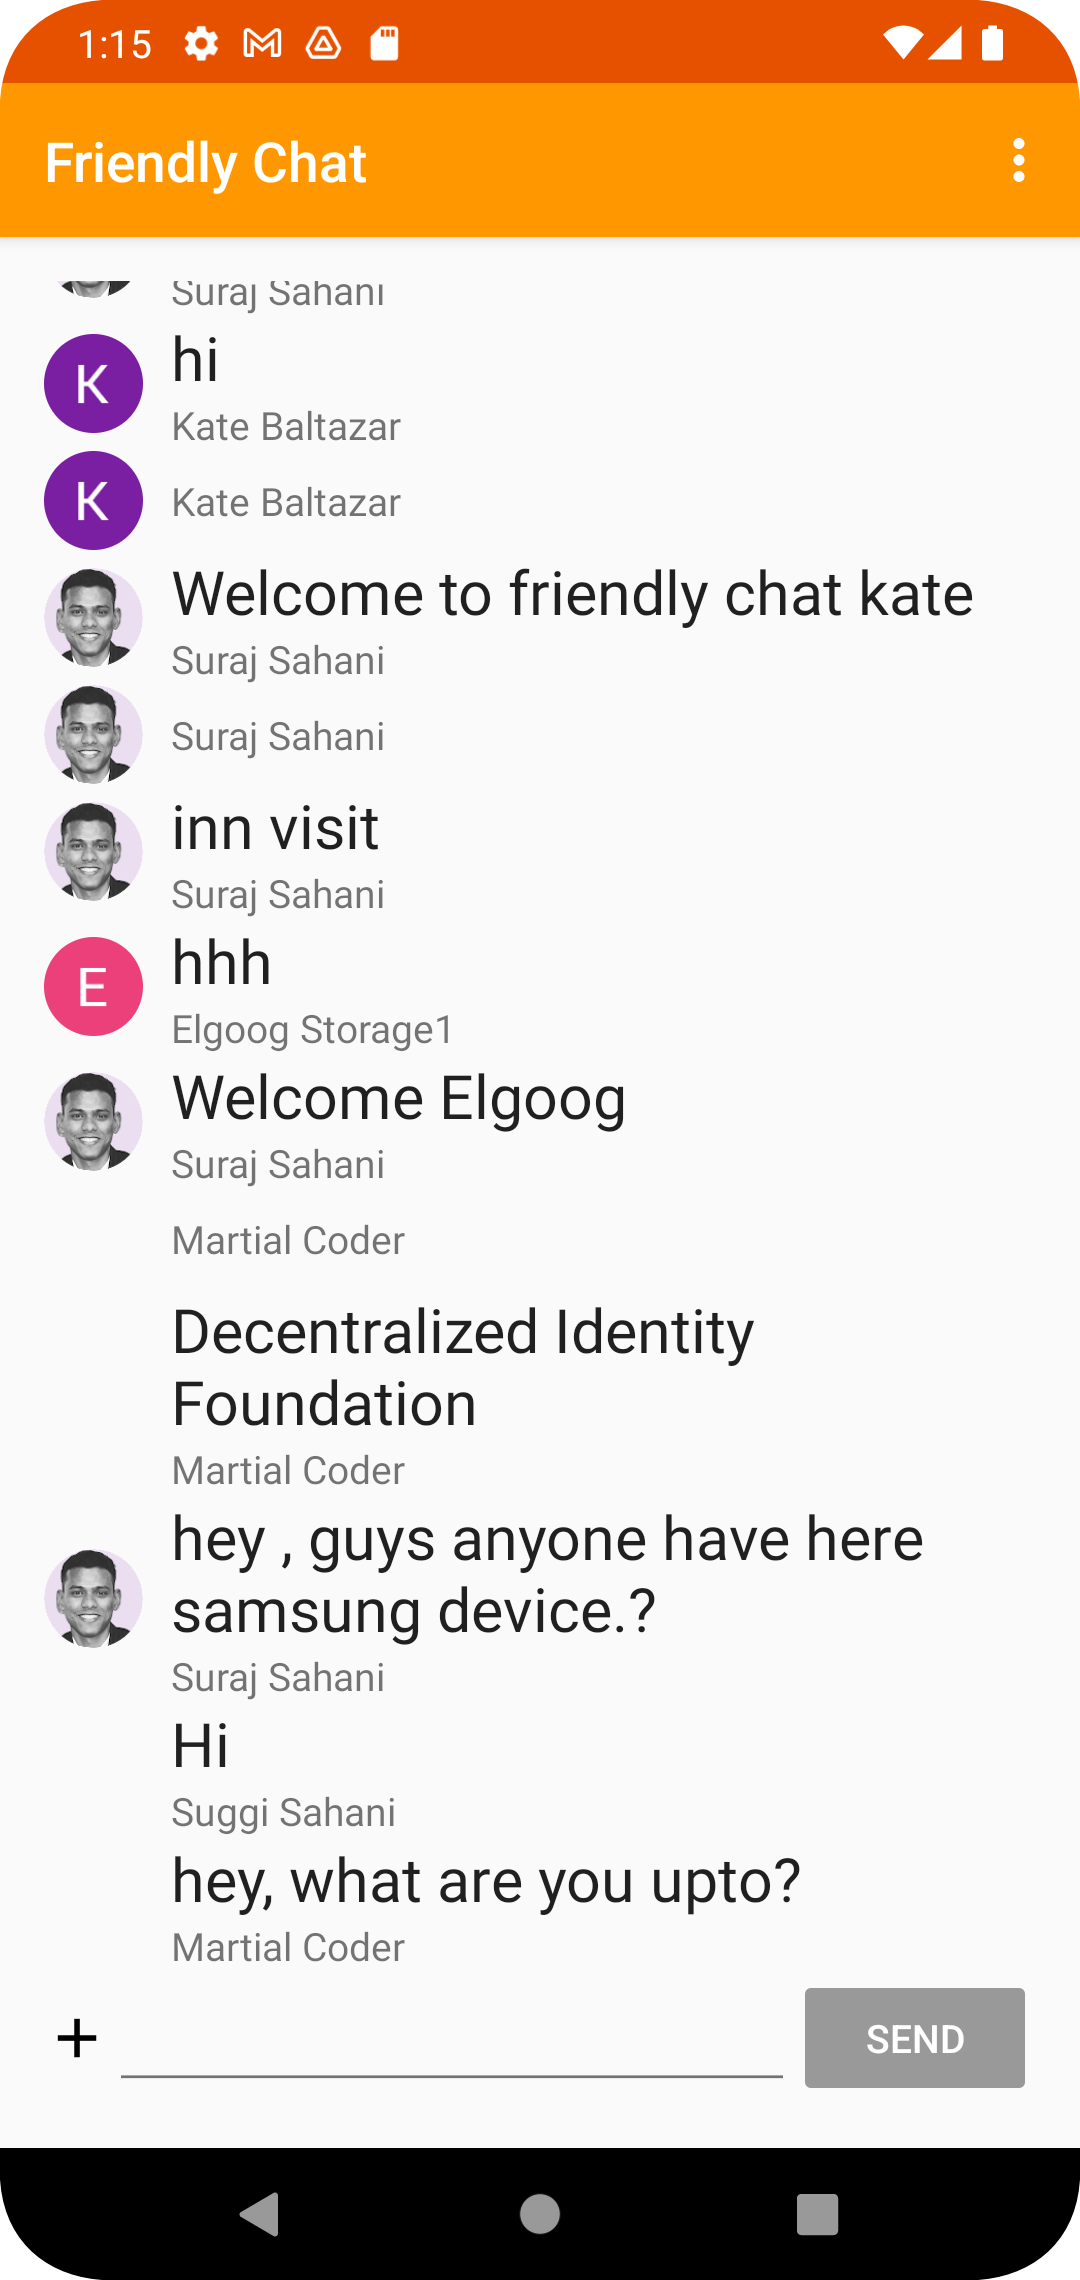 1:15
Friendly Chat
Suraj Sahani
K
hi
Kate Baltazar
K
Kate Baltazar
Welcome to friendly chat kate
Suraj Sahani
Suraj Sahani
inn visit
Suraj Sahani
E
hhh
Elgoog Storage1
Welcome Elgoog
Suraj Sahani
Martial Coder
Decentralized Identity
Foundation
Martial Coder
hey , guys anyone have here
samsung device.?
Suraj Sahani
Hi
Suggi Sahani
hey, what are you upto?
Martial Coder
SEND